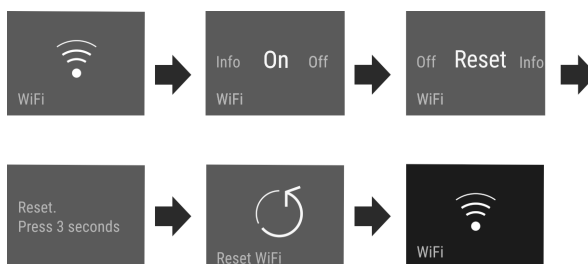 WiFi
Info On Off
WiFi
Off Reset Info
WiFi
Reset.
Press 3 seconds
Reset WiFi
WiFi